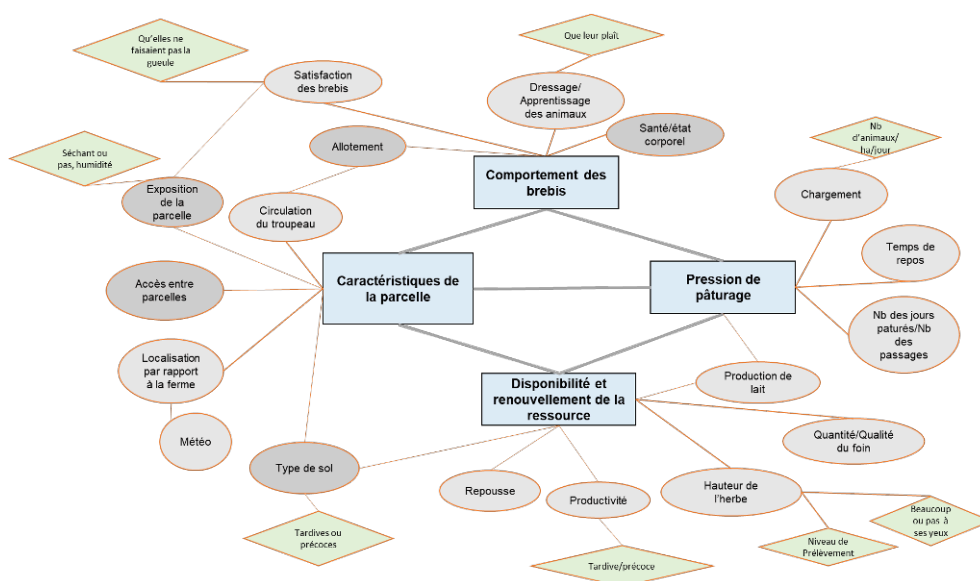 Qu'elles ne
faisaient pas la
gueule
Que leur plaît
Satisfaction
des brebis
Dressage/
Apprentissage
des animaux
Santé/état
corporel
Nb
d'animaux/
ha/jour
Allotement
Séchant ou
pas, humidité
Comportement des
brebis
Exposition
de la
parcelle
Circulation
du troupeau
Chargement
Temps de
repos
Caractéristiques de
la parcelle
Pression de
pâturage
Accès entre
parcelles
Nb des jours
paturés/Nb
des
passages
Localisation
par rapport
à la ferme
Disponibilité et
renouvellement de la
ressource
Production de
lait
Météo
Quantité/Qualité
du foin
Type de sol
Repousse
Productivité
Hauteur de
l'herbe
Beaucoup
ou pas à
ses yeux
Tardives ou
précoces
Niveau de
Prélèvement
Tardive/précoce